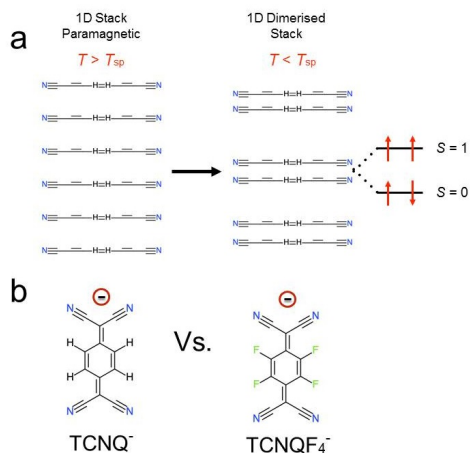 a
1D Stack
Paramagnetic
T > Tsp
1D Dimerised
Stack
T < Tsp
N H H N
N H H N
N H H N
N H H N
N H H N
N H H N
N H H N
N H H N
N H H N
N H H N
N H H N
N H H N
S = 1
S = 0
b
N N
H H
H H
N N
TCNQ-
Vs.
N N
F F
F F
N N
TCNQF4-